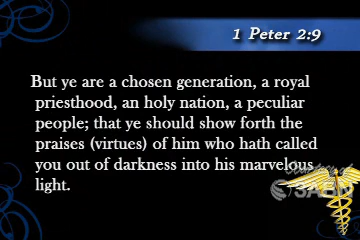 1 Peter 2:9
But ye are a chosen generation, a royal
priesthood, an holy nation, a peculiar
people; that ye should show forth the
praises (virtues) of him who hath called
you out of darkness into his marvelous
light.
3ABN